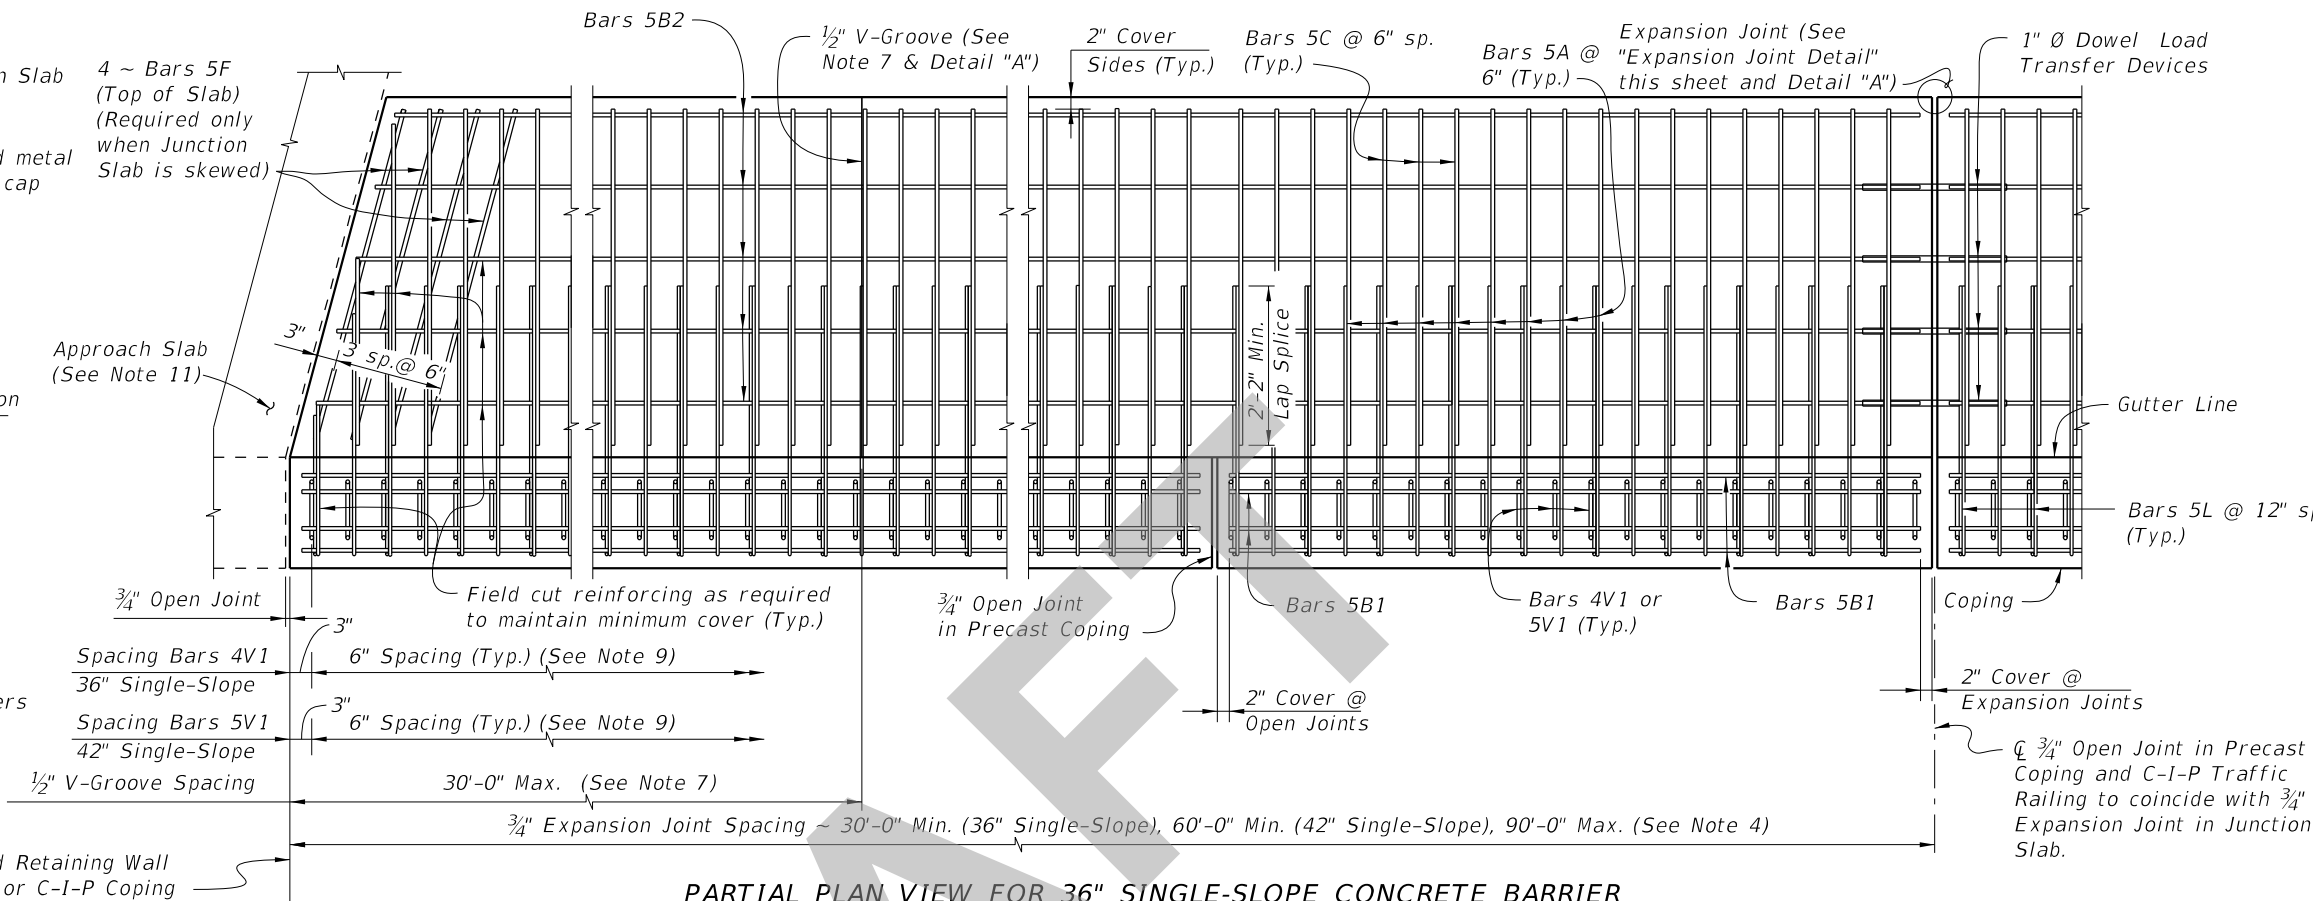 n Slab
4 ~ Bars 5F
(Top of Slab)
(Required only
when Junction
Slab is skewed)
d metal
cap
Bars 5B2
½" V-Groove (See
Note 7 & Detail "A")
2" Cover
Sides (Typ.)
Bars 5C @ 6" sp.
(Typ.)
Bars 5A @
6" (Typ.)
Expansion Joint (See
"Expansion Joint Detail"
this sheet and Detail "A")
1" Ø Dowel Load
Transfer Devices
3"
3 sp.@ 6"
Approach Slab
(See Note 11)
on
2'-2" Min.
Lap Splice
Gutter Line
Bars 5L @ 12" sp
(Typ.)
¾" Open Joint
Field cut reinforcing as required
to maintain minimum cover (Typ.)
¾" Open Joint
in Precast Coping
Bars 5B1
Bars 4V1 or
5V1 (Typ.)
Bars 5B1
Coping
3"
Spacing Bars 4V1
36" Single-Slope
6" Spacing (Typ.) (See Note 9)
ers
3"
Spacing Bars 5V1
42" Single-Slope
6" Spacing (Typ.) (See Note 9)
2" Cover @
Open Joints
2" Cover @
Expansion Joints
½" V-Groove Spacing
30'-0" Max. (See Note 7)
¾" Expansion Joint Spacing ~ 30'-0" Min. (36" Single-Slope), 60'-0" Min. (42" Single-Slope), 90'-0" Max. (See Note 4)
℄ ¾" Open Joint in Precast
Coping and C-I-P Traffic
Railing to coincide with ¾"
Expansion Joint in Junction
Slab.
d Retaining Wall
or C-I-P Coping
PARTIAL PLAN VIEW FOR 36" SINGLE-SLOPE CONCRETE BARRIER
AFT